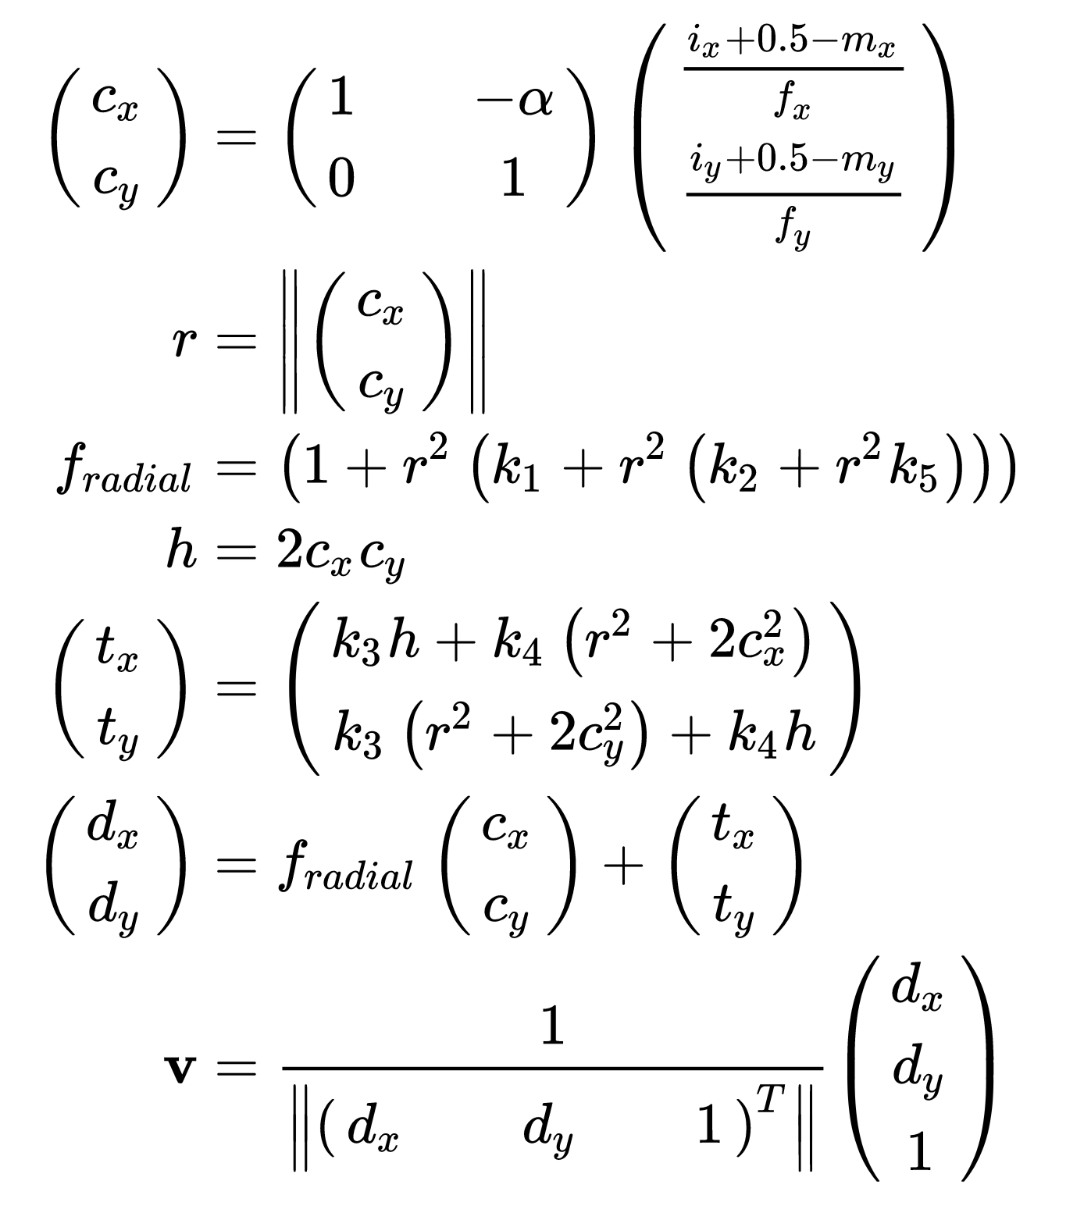 \begin{pmatrix} c_x \\ c_y \end{pmatrix} = \begin{pmatrix} 1 & -\alpha \\ 0 & 1 \end{pmatrix} \begin{pmatrix} \frac{i_x+0.5-m_x}{f_x} \\ \frac{i_y+0.5-m_y}{f_y} \end{pmatrix}
r = \left\| \begin{pmatrix} c_x \\ c_y \end{pmatrix} \right\|
f_{radial} = \left(1 + r^2 \left(k_1 + r^2 \left(k_2 + r^2 k_5\right)\right)\right)
h = 2c_x c_y
\begin{pmatrix} t_x \\ t_y \end{pmatrix} = \begin{pmatrix} k_3 h + k_4 \left(r^2 + 2c_x^2\right) \\ k_3 \left(r^2 + 2c_y^2\right) + k_4 h \end{pmatrix}
\begin{pmatrix} d_x \\ d_y \end{pmatrix} = f_{radial} \begin{pmatrix} c_x \\ c_y \end{pmatrix} + \begin{pmatrix} t_x \\ t_y \end{pmatrix}
\mathbf{v} = \frac{1}{\left\| \begin{pmatrix} d_x & d_y & 1 \end{pmatrix}^T \right\|} \begin{pmatrix} d_x \\ d_y \\ 1 \end{pmatrix}